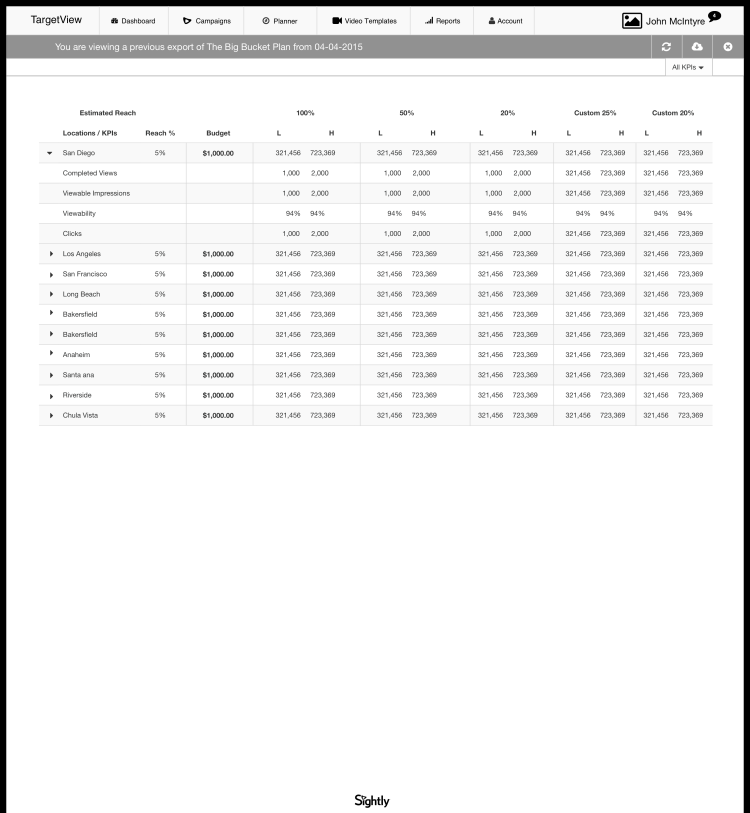 TargetView Dashboard Campaigns Planner Video Templates Reports Account John McIntyre 4
You are viewing a previous export of The Big Bucket Plan from 04-04-2015
All KPIs
Estimated Reach 100% 50% 20% Custom 25% Custom 20%
Locations / KPIs Reach % Budget L H L H L H L H L H
San Diego 5% $1,000.00 321,456 723,369 321,456 723,369 321,456 723,369 321,456 723,369 321,456 723,369
Completed Views 1,000 2,000 1,000 2,000 1,000 2,000 321,456 723,369 321,456 723,369
Viewable Impressions 1,000 2,000 1,000 2,000 1,000 2,000 321,456 723,369 321,456 723,369
Viewability 94% 94% 94% 94% 94% 94% 94% 94% 94% 94%
Clicks 1,000 2,000 1,000 2,000 1,000 2,000 321,456 723,369 321,456 723,369
Los Angeles 5% $1,000.00 321,456 723,369 321,456 723,369 321,456 723,369 321,456 723,369 321,456 723,369
San Francisco 5% $1,000.00 321,456 723,369 321,456 723,369 321,456 723,369 321,456 723,369 321,456 723,369
Long Beach 5% $1,000.00 321,456 723,369 321,456 723,369 321,456 723,369 321,456 723,369 321,456 723,369
Bakersfield 5% $1,000.00 321,456 723,369 321,456 723,369 321,456 723,369 321,456 723,369 321,456 723,369
Bakersfield 5% $1,000.00 321,456 723,369 321,456 723,369 321,456 723,369 321,456 723,369 321,456 723,369
Anaheim 5% $1,000.00 321,456 723,369 321,456 723,369 321,456 723,369 321,456 723,369 321,456 723,369
Santa ana 5% $1,000.00 321,456 723,369 321,456 723,369 321,456 723,369 321,456 723,369 321,456 723,369
Riverside 5% $1,000.00 321,456 723,369 321,456 723,369 321,456 723,369 321,456 723,369 321,456 723,369
Chula Vista 5% $1,000.00 321,456 723,369 321,456 723,369 321,456 723,369 321,456 723,369 321,456 723,369
Sightly